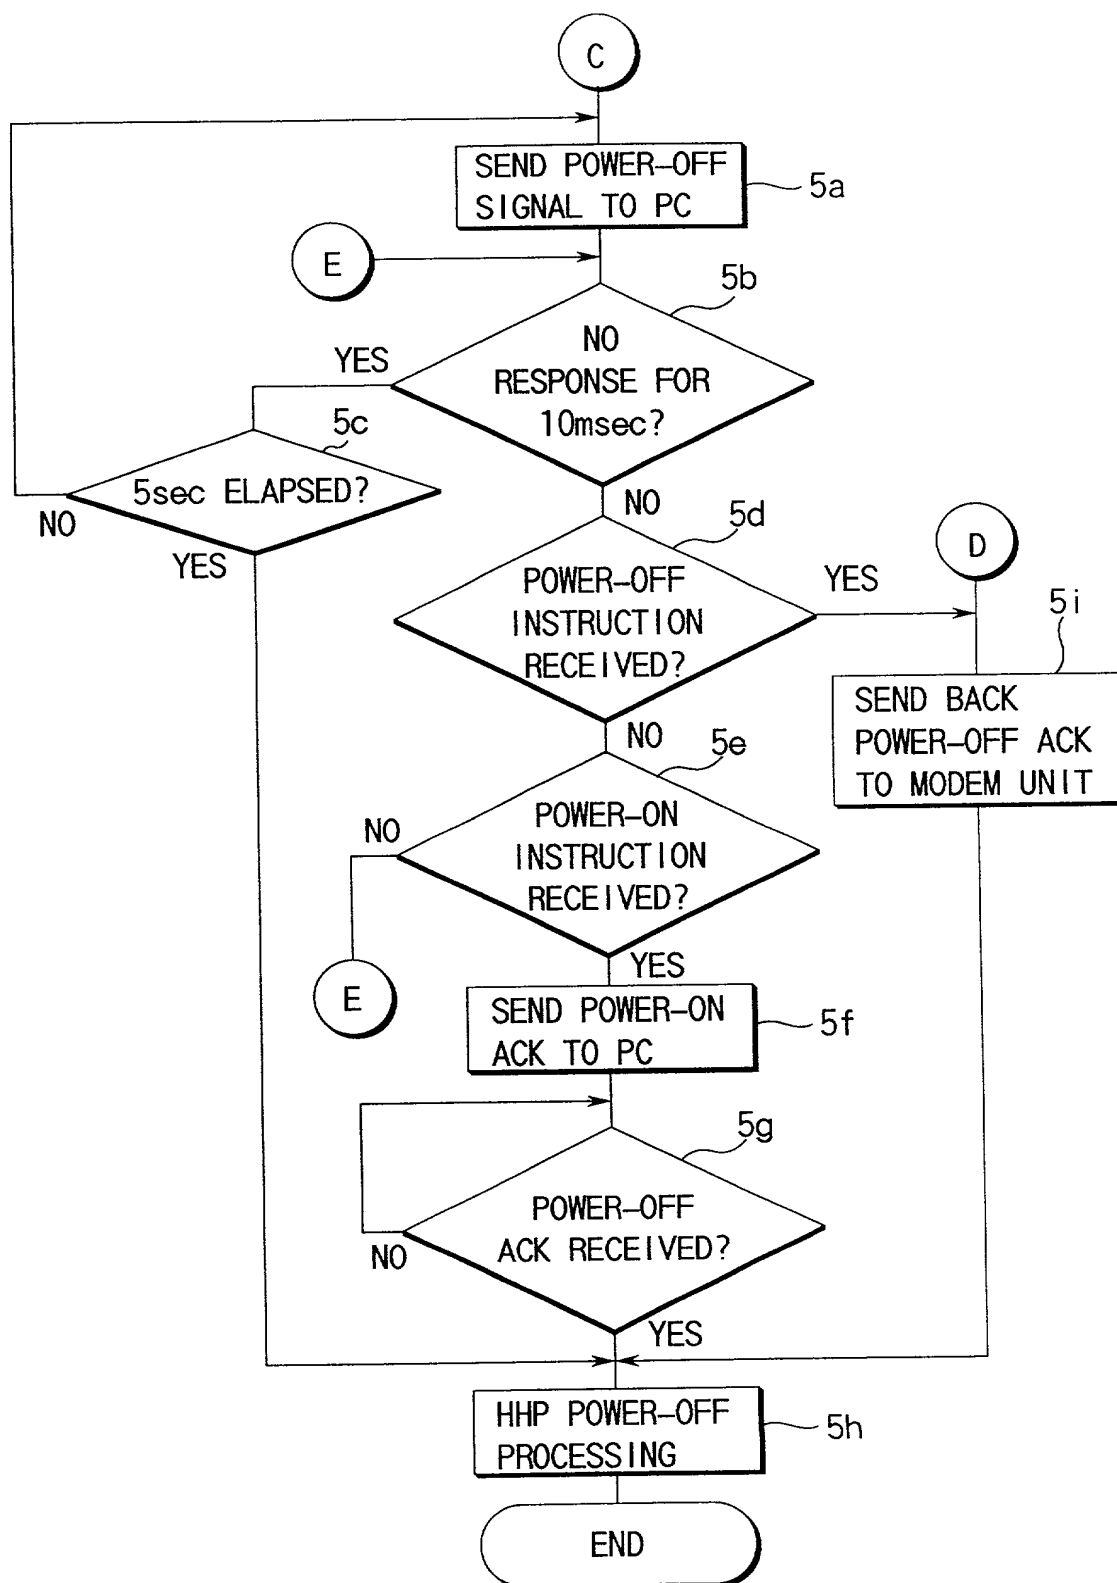 C
SEND POWER-OFF
SIGNAL TO PC
5a
E
5b
NO
RESPONSE FOR
10msec?
YES
5c
5sec ELAPSED?
NO
YES
NO
5d
POWER-OFF
INSTRUCTION
RECEIVED?
YES
D
5i
SEND BACK
POWER-OFF ACK
TO MODEM UNIT
NO
5e
POWER-ON
INSTRUCTION
RECEIVED?
NO
E
YES
SEND POWER-ON
ACK TO PC
5f
5g
POWER-OFF
ACK RECEIVED?
NO
YES
HHP POWER-OFF
PROCESSING
5h
END